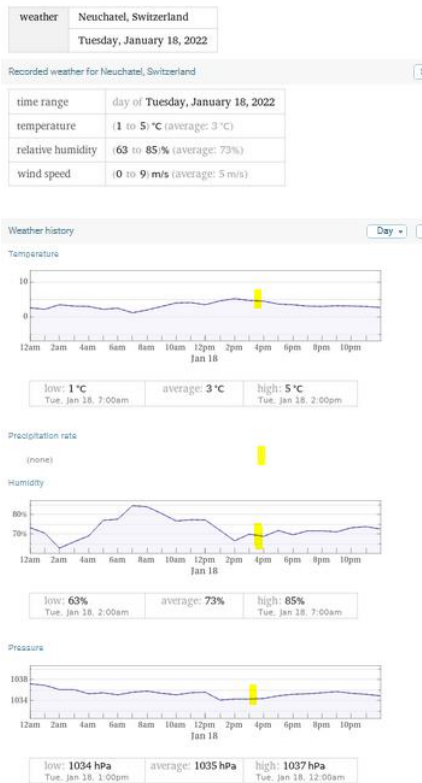 weather Neuchatel, Switzerland
Tuesday, January 18, 2022
Recorded weather for Neuchatel, Switzerland
time range day of Tuesday, January 18, 2022
temperature (1 to 5) °C (average: 3 °C)
relative humidity (63 to 85)% (average: 73%)
wind speed (0 to 9) m/s (average: 5 m/s)
Weather history Day
Temperature
10
0
12am 2am 4am 6am 8am 10am 12pm 2pm 4pm 6pm 8pm 10pm
Jan 18
low: 1 °C average: 3 °C high: 5 °C
Tue, Jan 18, 7:00am Tue, Jan 18, 2:00pm
Precipitation rate
(none)
Humidity
80%
70%
12am 2am 4am 6am 8am 10am 12pm 2pm 4pm 6pm 8pm 10pm
Jan 18
low: 63% average: 73% high: 85%
Tue, Jan 18, 2:00am Tue, Jan 18, 7:00am
Pressure
1038
1034
12am 2am 4am 6am 8am 10am 12pm 2pm 4pm 6pm 8pm 10pm
Jan 18
low: 1034 hPa average: 1035 hPa high: 1037 hPa
Tue, Jan 18, 1:00pm Tue, Jan 18, 12:00am